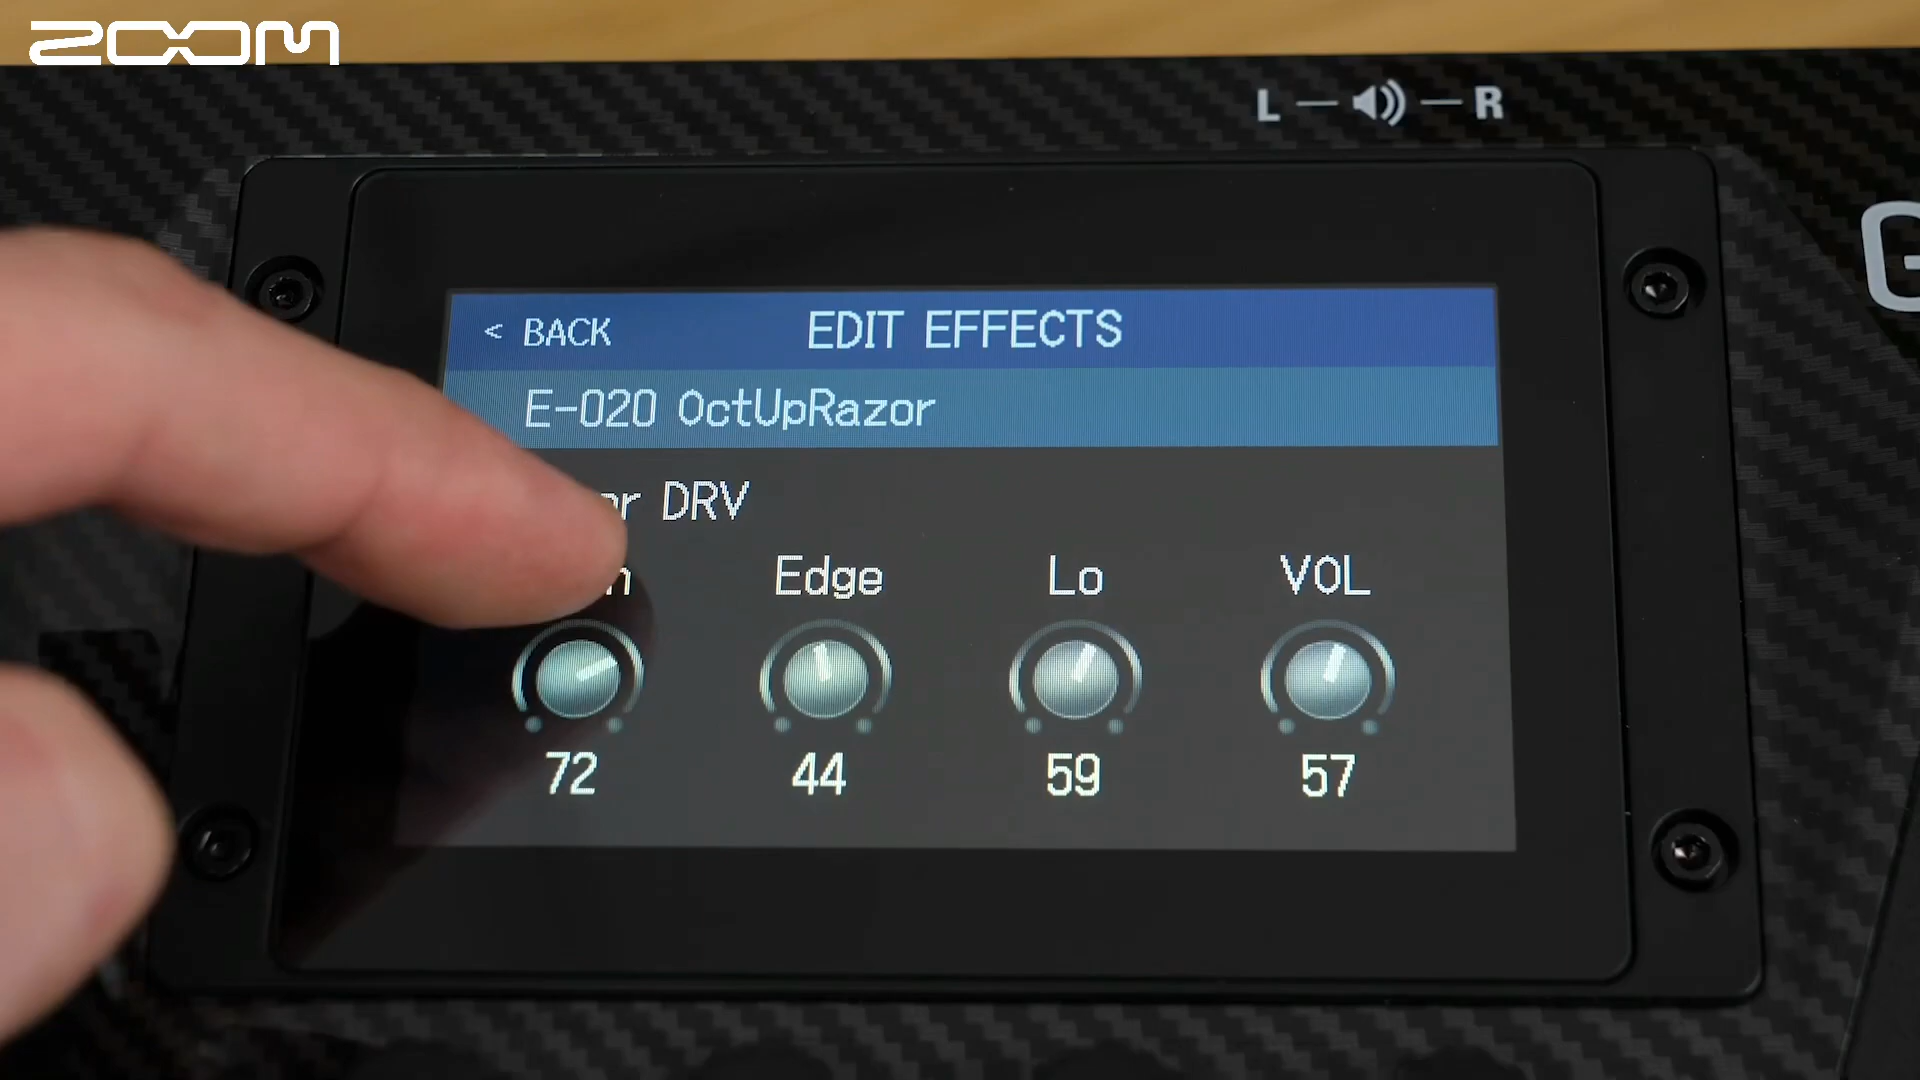 ZOOM
L R
G
< BACK EDIT EFFECTS
E-020 OctUpRazor
DRV
Edge Lo VOL
72 44 59 57